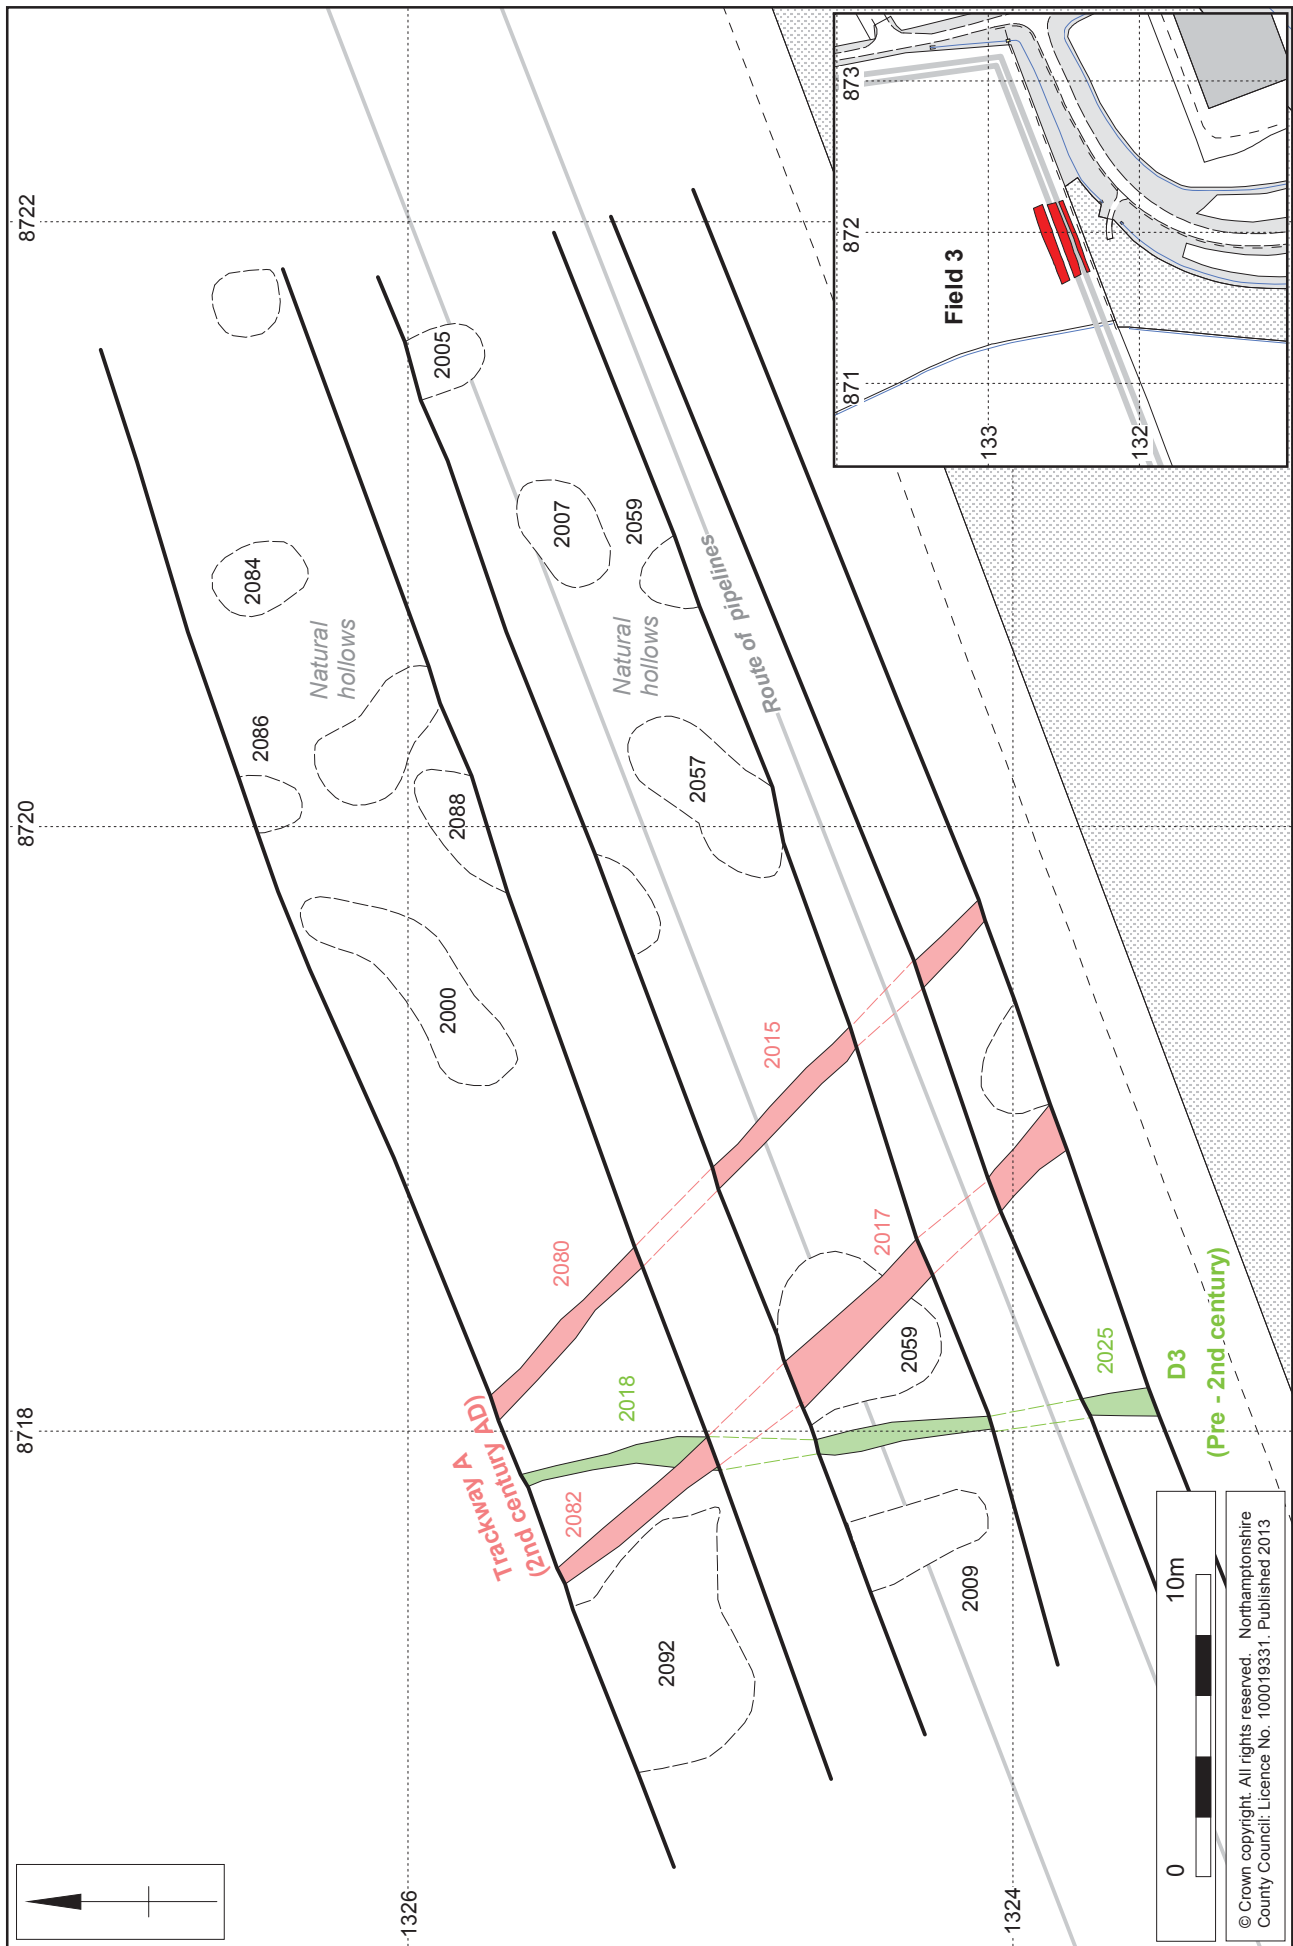 8722
8720
8718
1326
1324
2084
2086
Natural
hollows
2088
2000
2005
2007
2059
Natural
hollows
2057
Route of pipelines
2015
2080
2017
2059
2018
2082
Trackway A
(2nd century AD)
2092
2009
2025
D3
(Pre - 2nd century)
873
872
871
133
132
Field 3
0
10m
© Crown copyright. All rights reserved. Northamptonshire
County Council: Licence No. 100019331. Published 2013